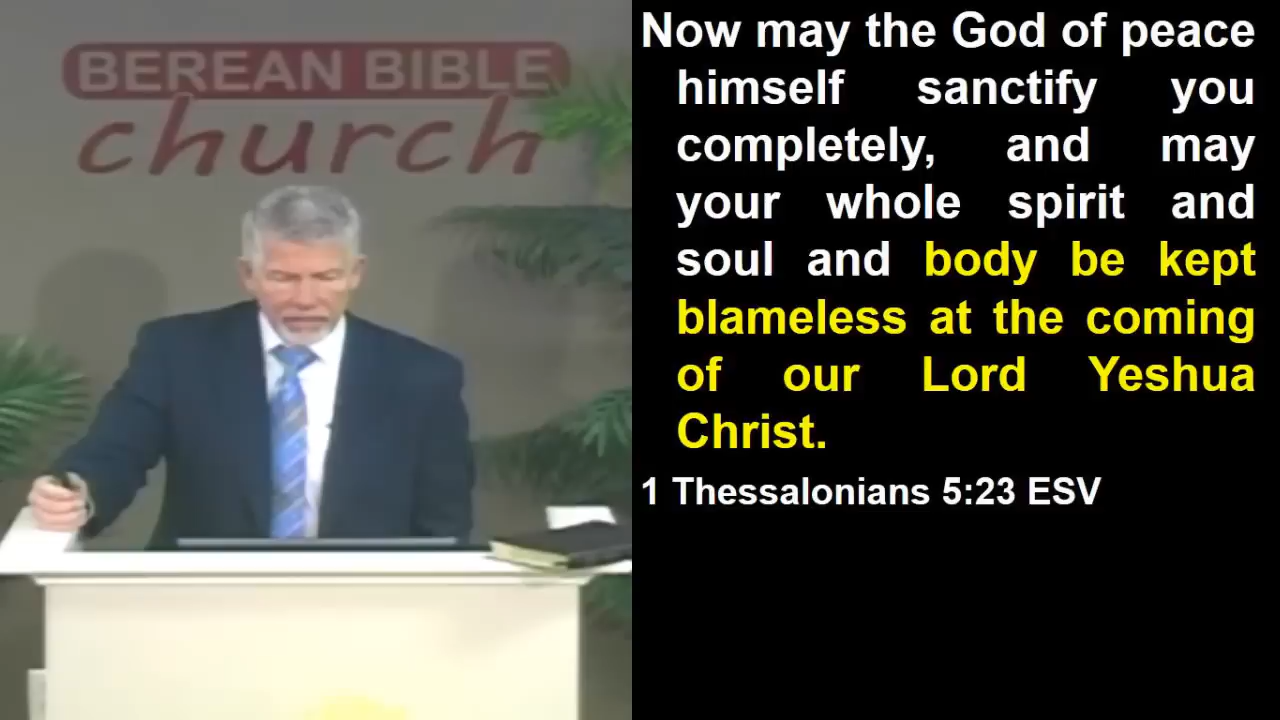 BEREAN BIBLE
church
Now may the God of peace
himself sanctify you
completely, and may
your whole spirit and
soul and body be kept
blameless at the coming
of our Lord Yeshua
Christ.
1 Thessalonians 5:23 ESV